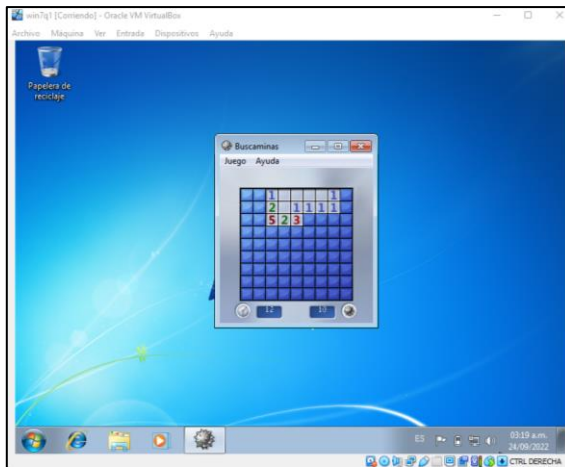 win7q1 [Corriendo] - Oracle VM VirtualBox
Archivo Máquina Ver Entrada Dispositivos Ayuda
Papelera de
reciclaje
Buscaminas
Juego Ayuda
1 1
2 1 1 1 1
5 2 3
12 10
ES 03:19 a.m.
24/09/2022
CTRL DERECHA